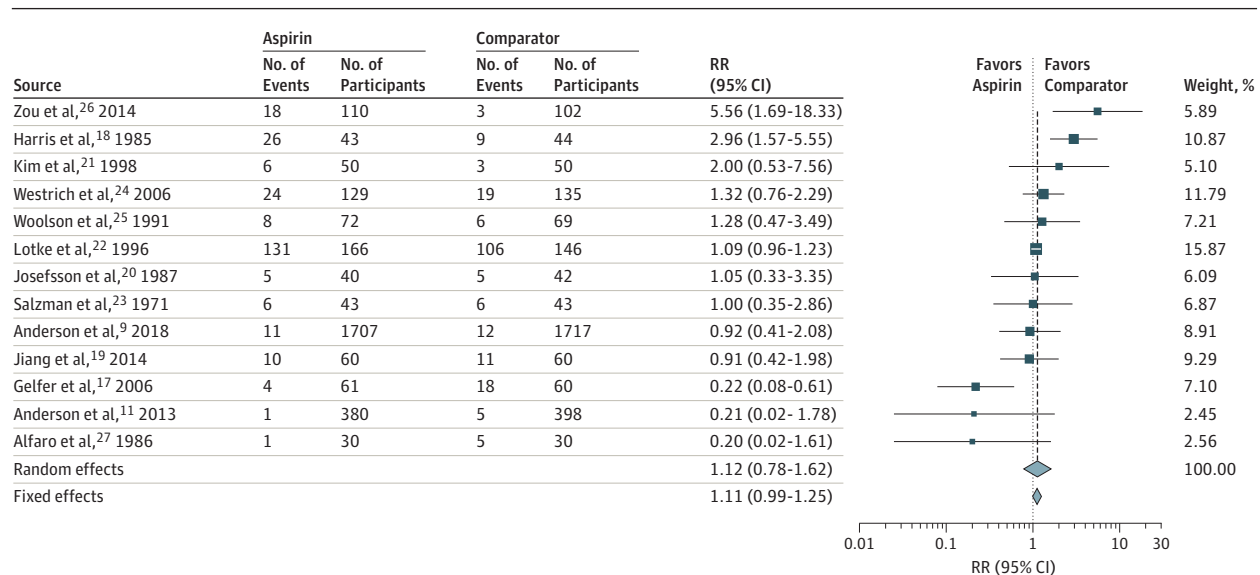 Aspirin Comparator
No. of No. of No. of No. of RR Favors Favors
Source Events Participants Events Participants (95% CI) Aspirin Comparator Weight, %
Zou et al,26 2014 18 110 3 102 5.56 (1.69-18.33) 5.89
Harris et al,18 1985 26 43 9 44 2.96 (1.57-5.55) 10.87
Kim et al,21 1998 6 50 3 50 2.00 (0.53-7.56) 5.10
Westrich et al,24 2006 24 129 19 135 1.32 (0.76-2.29) 11.79
Woolson et al,25 1991 8 72 6 69 1.28 (0.47-3.49) 7.21
Lotke et al,22 1996 131 166 106 146 1.09 (0.96-1.23) 15.87
Josefsson et al,20 1987 5 40 5 42 1.05 (0.33-3.35) 6.09
Salzman et al,23 1971 6 43 6 43 1.00 (0.35-2.86) 6.87
Anderson et al,9 2018 11 1707 12 1717 0.92 (0.41-2.08) 8.91
Jiang et al,19 2014 10 60 11 60 0.91 (0.42-1.98) 9.29
Gelfer et al,17 2006 4 61 18 60 0.22 (0.08-0.61) 7.10
Anderson et al,11 2013 1 380 5 398 0.21 (0.02- 1.78) 2.45
Alfaro et al,27 1986 1 30 5 30 0.20 (0.02-1.61) 2.56
Random effects 1.12 (0.78-1.62) 100.00
Fixed effects 1.11 (0.99-1.25)
0.01 0.1 1 10 30
RR (95% CI)